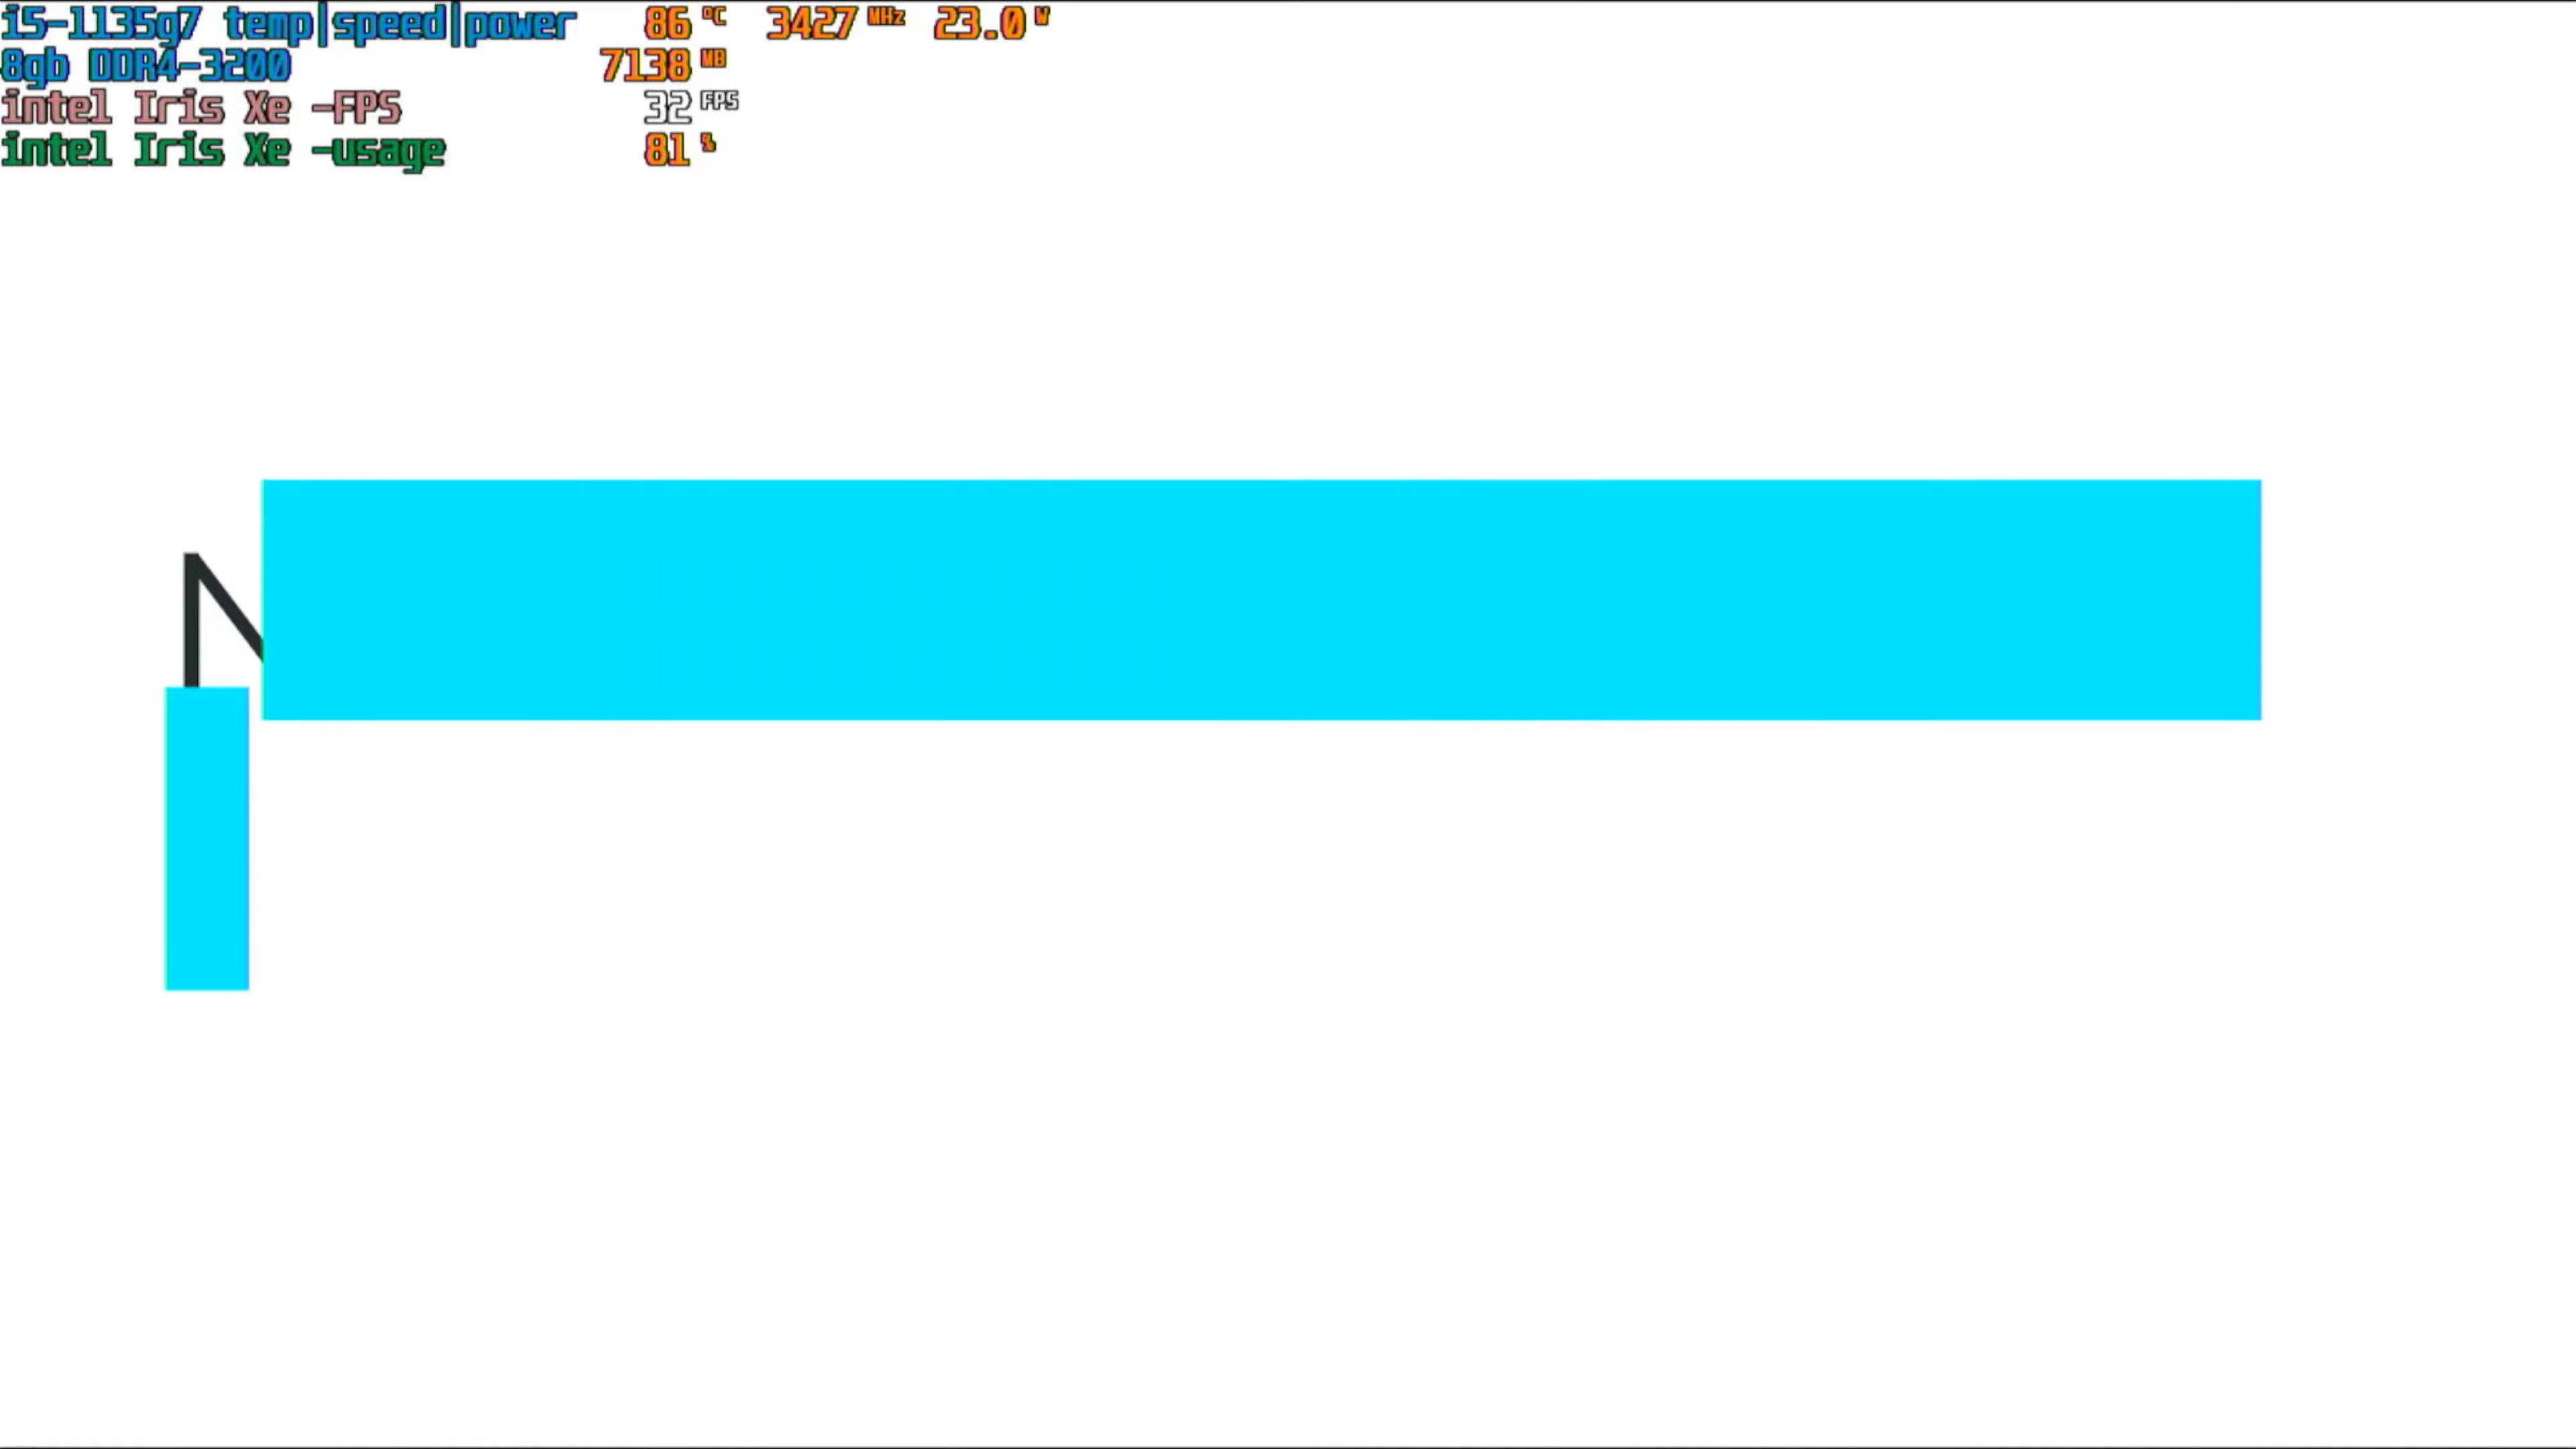 i5-1135g7 temp|speed|power 86 °C 3427 MHz 23.0 W
8gb DDR4-3200 7138 MB
intel Iris Xe -FPS 32 FPS
intel Iris Xe -usage 81 %
N